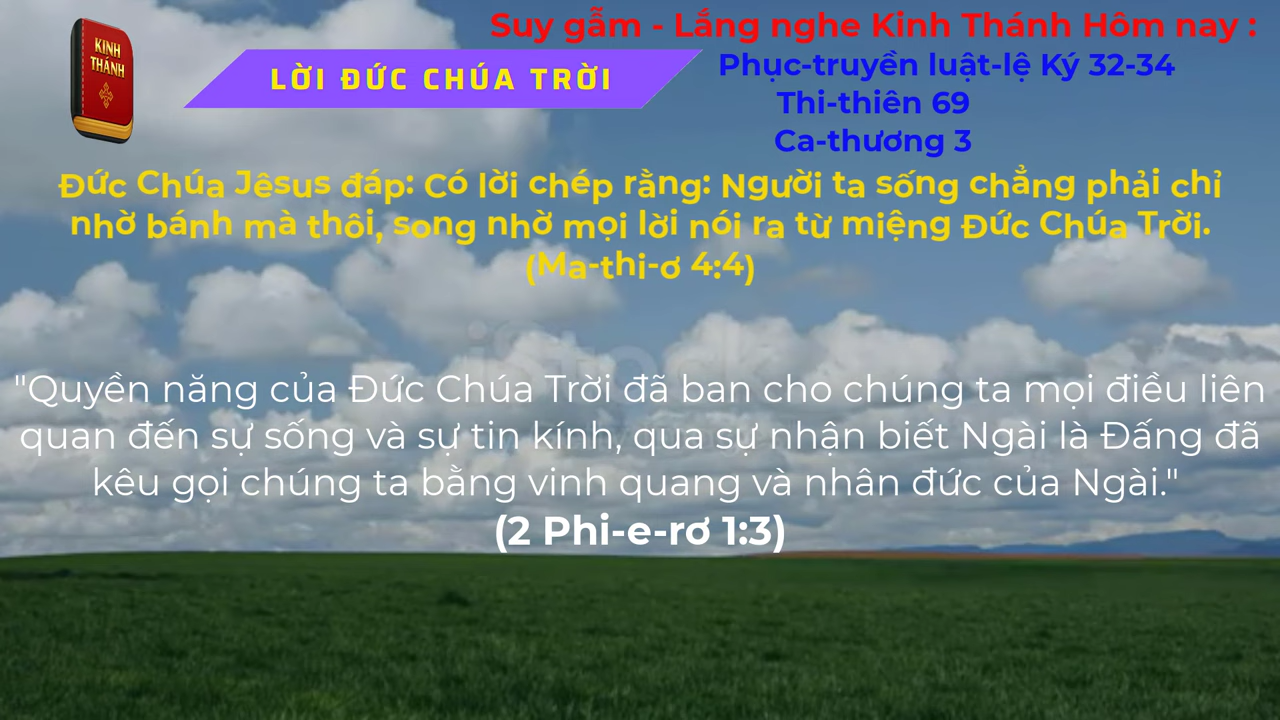 Suy gẫm - Lắng nghe Kinh Thánh Hôm nay :
KINH
THÁNH
LỜI ĐỨC CHÚA TRỜI
Phục-truyền luật-lệ Ký 32-34
Thi-thiên 69
Ca-thương 3
Đức Chúa Jêsus đáp: Có lời chép rằng: Người ta sống chẳng phải chỉ
nhờ bánh mà thôi, song nhờ mọi lời nói ra từ miệng Đức Chúa Trời.
(Ma-thi-ơ 4:4)
iStock
"Quyền năng của Đức Chúa Trời đã ban cho chúng ta mọi điều liên
quan đến sự sống và sự tin kính, qua sự nhận biết Ngài là Đấng đã
kêu gọi chúng ta bằng vinh quang và nhân đức của Ngài."
(2 Phi-e-rơ 1:3)